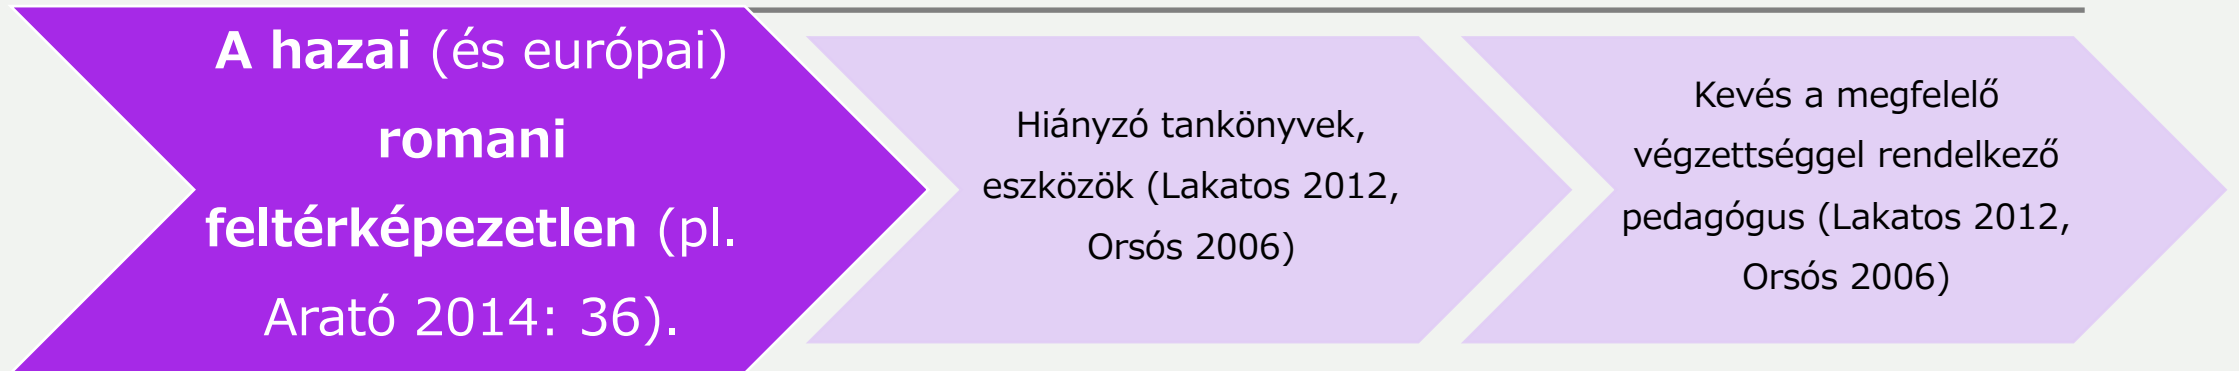 A hazai (és európai)
romani
feltérképezetlen (pl.
Arató 2014: 36).
Hiányzó tankönyvek,
eszközök (Lakatos 2012,
Orsós 2006)
Kevés a megfelelő
végzettséggel rendelkező
pedagógus (Lakatos 2012,
Orsós 2006)